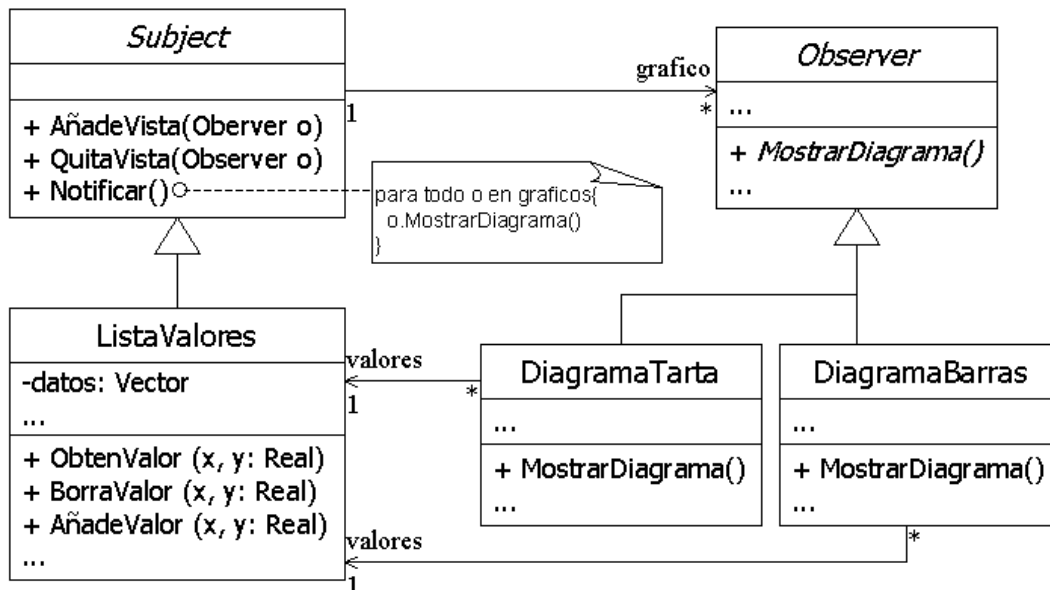 Subject
+ AñadeVista(Oberver o)
+ QuitaVista(Observer o)
+ Notificar()
grafico
1
*
Observer
...
+ MostrarDiagrama()
...
para todo o en graficos{
o.MostrarDiagrama()
}
ListaValores
-datos: Vector
...
+ ObtenValor (x, y: Real)
+ BorraValor (x, y: Real)
+ AñadeValor (x, y: Real)
...
valores
1
*
DiagramaTarta
...
+ MostrarDiagrama()
...
DiagramaBarras
...
+ MostrarDiagrama()
...
valores
1
*